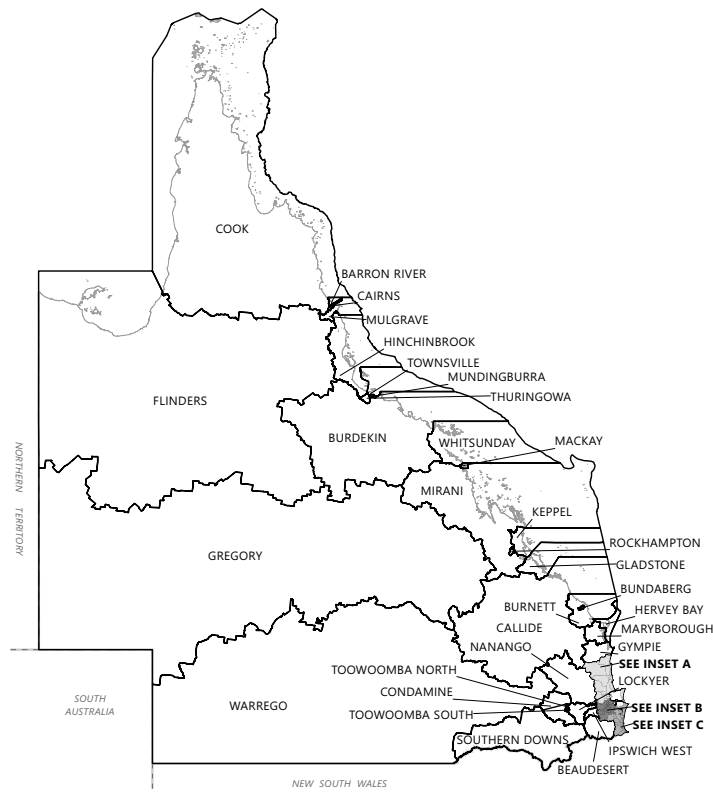 COOK
BARRON RIVER
CAIRNS
MULGRAVE
HINCHINBROOK
TOWNSVILLE
MUNDINGBURRA
THURINGOWA
FLINDERS
BURDEKIN
WHITSUNDAY
MACKAY
MIRANI
KEPPEL
ROCKHAMPTON
GLADSTONE
GREGORY
BUNDABERG
BURNETT
HERVEY BAY
CALLIDE
MARYBOROUGH
NANANGO
GYMPIE
SEE INSET A
TOOWOOMBA NORTH
LOCKYER
CONDAMINE
WARREGO
SEE INSET B
TOOWOOMBA SOUTH
SEE INSET C
SOUTHERN DOWNS
IPSWICH WEST
BEAUDESERT
NORTHERN TERRITORY
SOUTH
AUSTRALIA
NEW SOUTH WALES